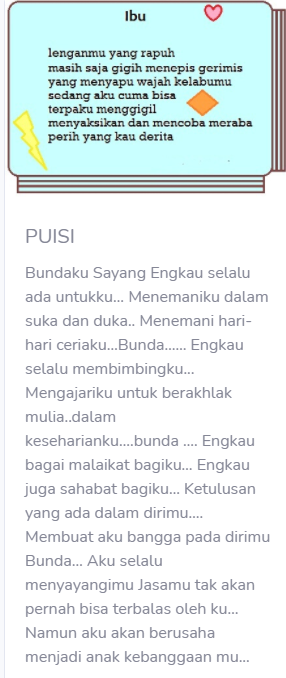 Ibu
lenganmu yang rapuh
masih saja gigih menepis gerimis
yang menyapu wajah kelabumu
sedang aku cuma bisa
terpaku menggigil
menyaksikan dan mencoba meraba
perih yang kau derita
PUISI
Bundaku Sayang Engkau selalu
ada untukku... Menemaniku dalam
suka dan duka.. Menemani hari-
hari ceriaku...Bunda...... Engkau
selalu membimbingku...
Mengajariku untuk berakhlak
mulia..dalam
keseharianku....bunda .... Engkau
bagai malaikat bagiku... Engkau
juga sahabat bagiku... Ketulusan
yang ada dalam dirimu....
Membuat aku bangga pada dirimu
Bunda... Aku selalu
menyayangimu Jasamu tak akan
pernah bisa terbalas oleh ku...
Namun aku akan berusaha
menjadi anak kebanggaan mu...